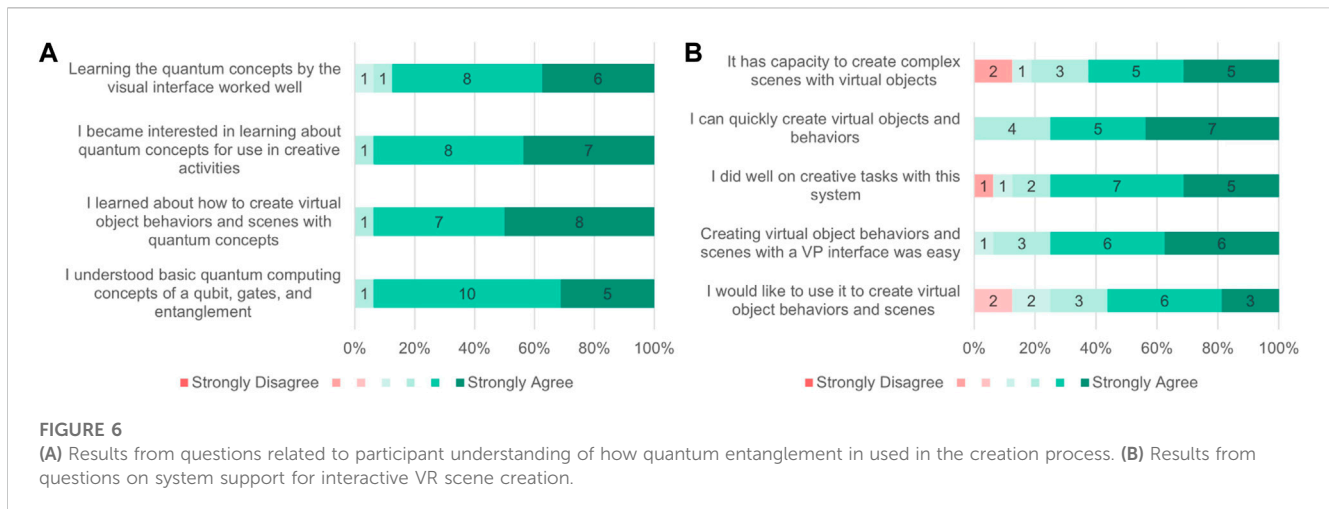 A
Learning the quantum concepts by
the visual interface worked well
1 1 8 6
I became interested in learning about
quantum concepts for use in creative
activities
1 8 7
I learned about how to create virtual
object behaviors and scenes with
quantum concepts
1 7 8
I understood basic quantum computing
concepts of a qubit, gates, and
entanglement
1 10 5
0% 20% 40% 60% 80% 100%
Strongly Disagree Strongly Agree
B
It has capacity to create complex
scenes with virtual objects
2 1 3 5 5
I can quickly create virtual objects and
behaviors
4 5 7
I did well on creative tasks with this
system
1 1 2 7 5
Creating virtual object behaviors and
scenes with a VP interface was easy
1 3 6 6
I would like to use it to create virtual
object behaviors and scenes
2 2 3 6 3
0% 20% 40% 60% 80% 100%
Strongly Disagree Strongly Agree
FIGURE 6
(A) Results from questions related to participant understanding of how quantum entanglement in used in the creation process. (B) Results from
questions on system support for interactive VR scene creation.